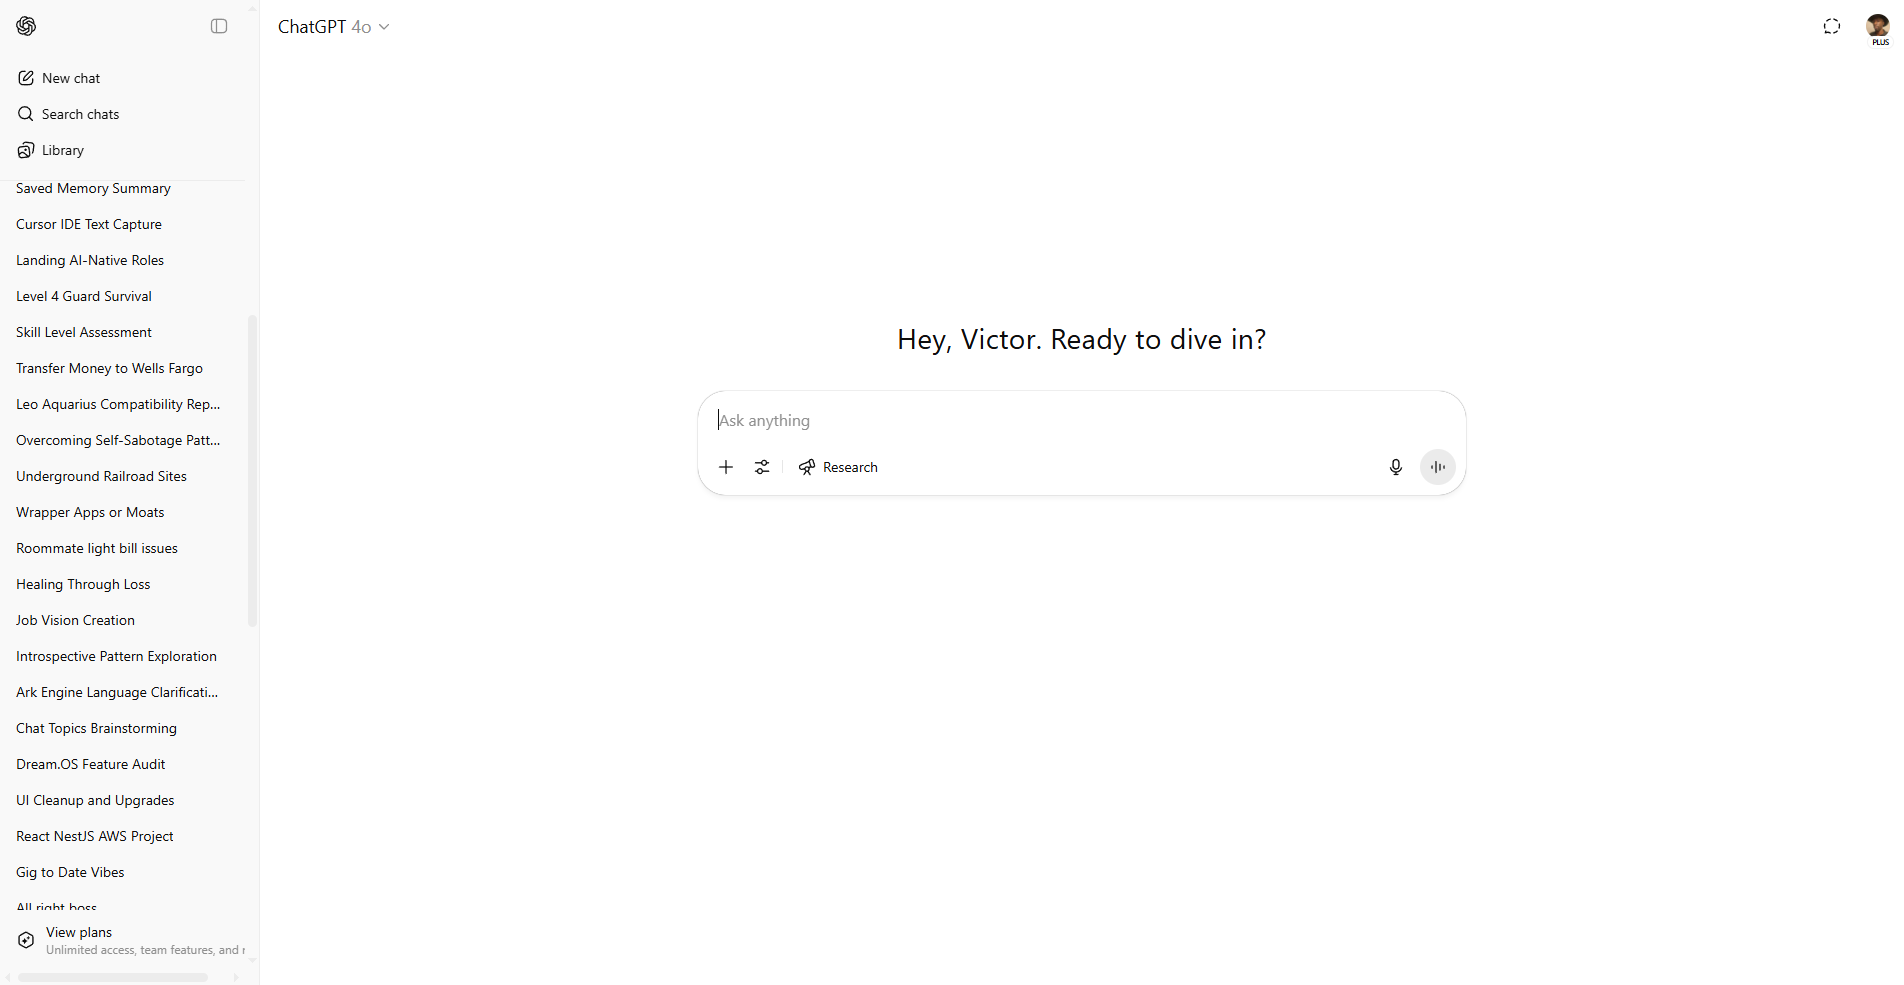 ChatGPT 4o
PLUS
New chat
Search chats
Library
Saved Memory Summary
Cursor IDE Text Capture
Landing AI-Native Roles
Level 4 Guard Survival
Skill Level Assessment
Transfer Money to Wells Fargo
Leo Aquarius Compatibility Rep...
Overcoming Self-Sabotage Patt...
Underground Railroad Sites
Wrapper Apps or Moats
Roommate light bill issues
Healing Through Loss
Job Vision Creation
Introspective Pattern Exploration
Ark Engine Language Clarificati...
Chat Topics Brainstorming
Dream.OS Feature Audit
UI Cleanup and Upgrades
React NestJS AWS Project
Gig to Date Vibes
All right boss
View plans
Unlimited access, team features, and
Hey, Victor. Ready to dive in?
Ask anything
Research